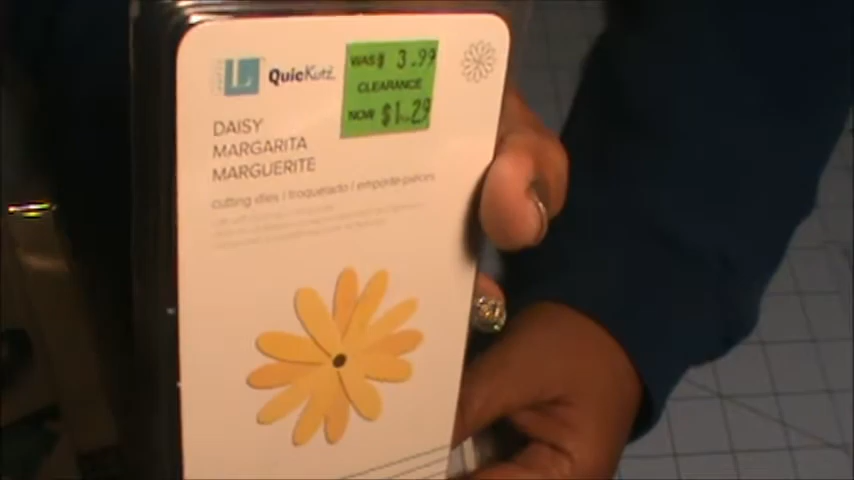 L QuicKutz
WAS $ 3.99
CLEARANCE
NOW $1.29
DAISY
MARGARITA
MARGUERITE
cutting dies / troquelado / emporte-pièces